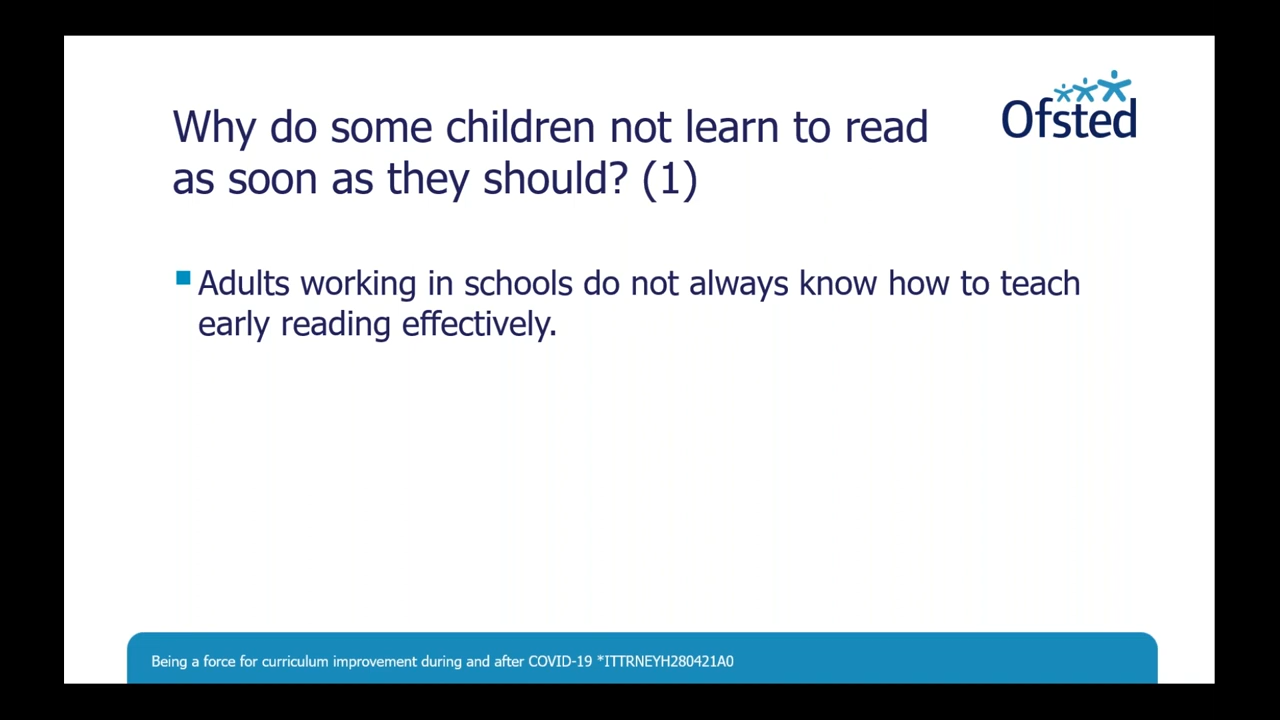 Ofsted
Why do some children not learn to read
as soon as they should? (1)
Adults working in schools do not always know how to teach
early reading effectively.
Being a force for curriculum improvement during and after COVID-19 *ITTRNEYH280421A0